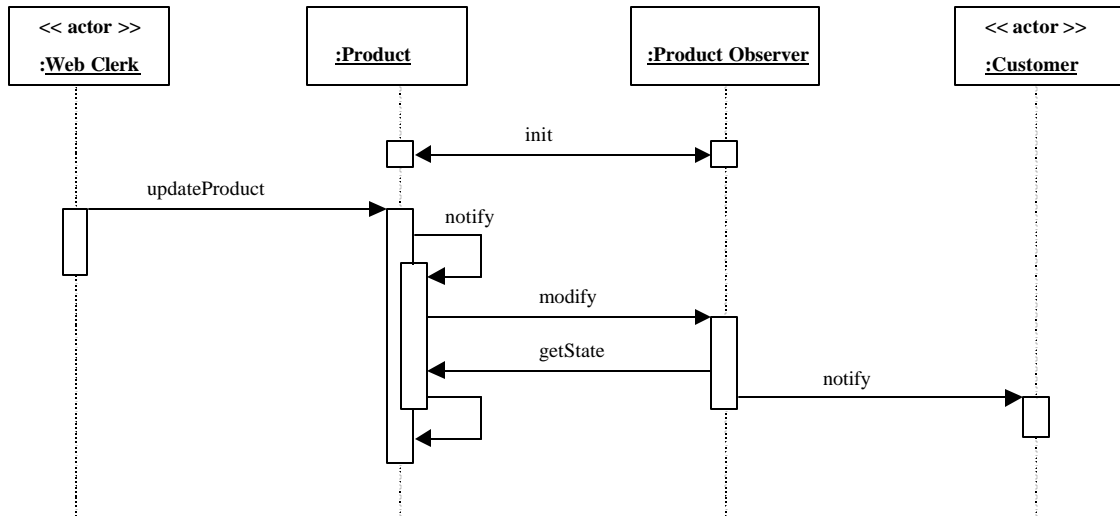 << actor >>
:Web Clerk
:Product
:Product Observer
<< actor >>
:Customer
init
updateProduct
notify
modify
getState
notify